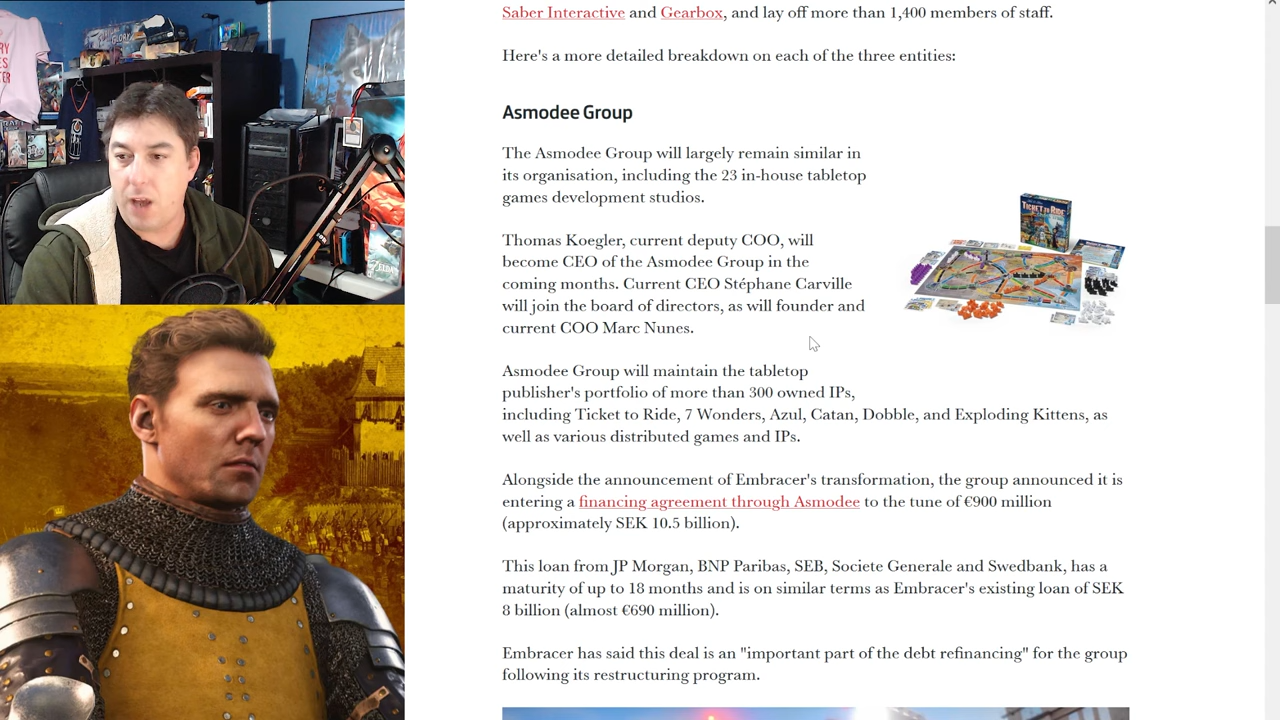 Saber Interactive and Gearbox, and lay off more than 1,400 members of staff.
Here's a more detailed breakdown on each of the three entities:
Asmodee Group
The Asmodee Group will largely remain similar in
its organisation, including the 23 in-house tabletop
games development studios.
Thomas Koegler, current deputy COO, will
become CEO of the Asmodee Group in the
coming months. Current CEO Stéphane Carville
will join the board of directors, as will founder and
current COO Marc Nunes.
TICKET TO RIDE
Asmodee Group will maintain the tabletop
publisher's portfolio of more than 300 owned IPs,
including Ticket to Ride, 7 Wonders, Azul, Catan, Dobble, and Exploding Kittens, as
well as various distributed games and IPs.
Alongside the announcement of Embracer's transformation, the group announced it is
entering a financing agreement through Asmodee to the tune of €900 million
(approximately SEK 10.5 billion).
This loan from JP Morgan, BNP Paribas, SEB, Societe Generale and Swedbank, has a
maturity of up to 18 months and is on similar terms as Embracer's existing loan of SEK
8 billion (almost €690 million).
Embracer has said this deal is an "important part of the debt refinancing" for the group
following its restructuring program.